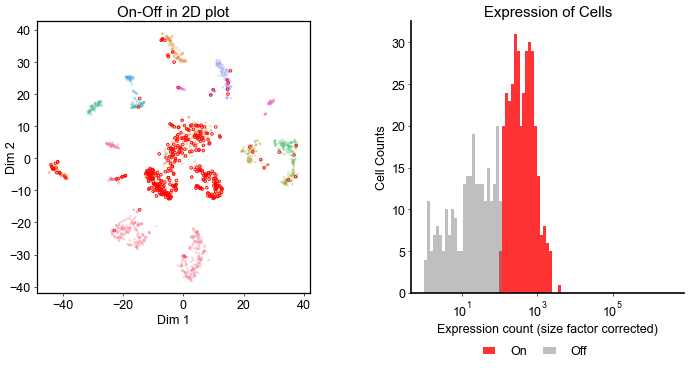 On-Off in 2D plot
40
30
20
10
0
−10
−20
−30
−40
Dim 2
−40 −20 0 20 40
Dim 1
Expression of Cells
30
25
20
15
10
5
0
Cell Counts
10^1 10^3 10^5
Expression count (size factor corrected)
On Off